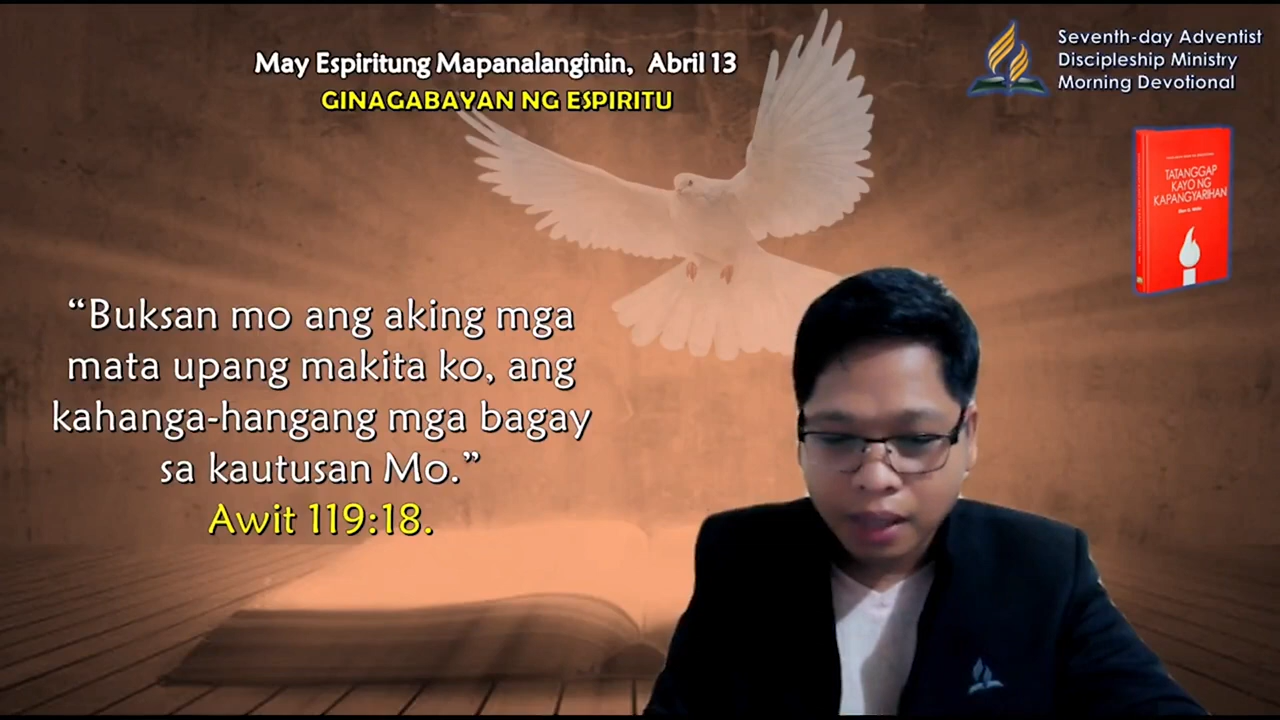 May Espiritung Mapanalanginin, Abril 13
GINAGABAYAN NG ESPIRITU
Seventh-day Adventist
Discipleship Ministry
Morning Devotional
TATANGGAP
KAYO NG
KAPANGYARIHAN
“Buksan mo ang aking mga
mata upang makita ko, ang
kahanga-hangang mga bagay
sa kautusan Mo.”
Awit 119:18.